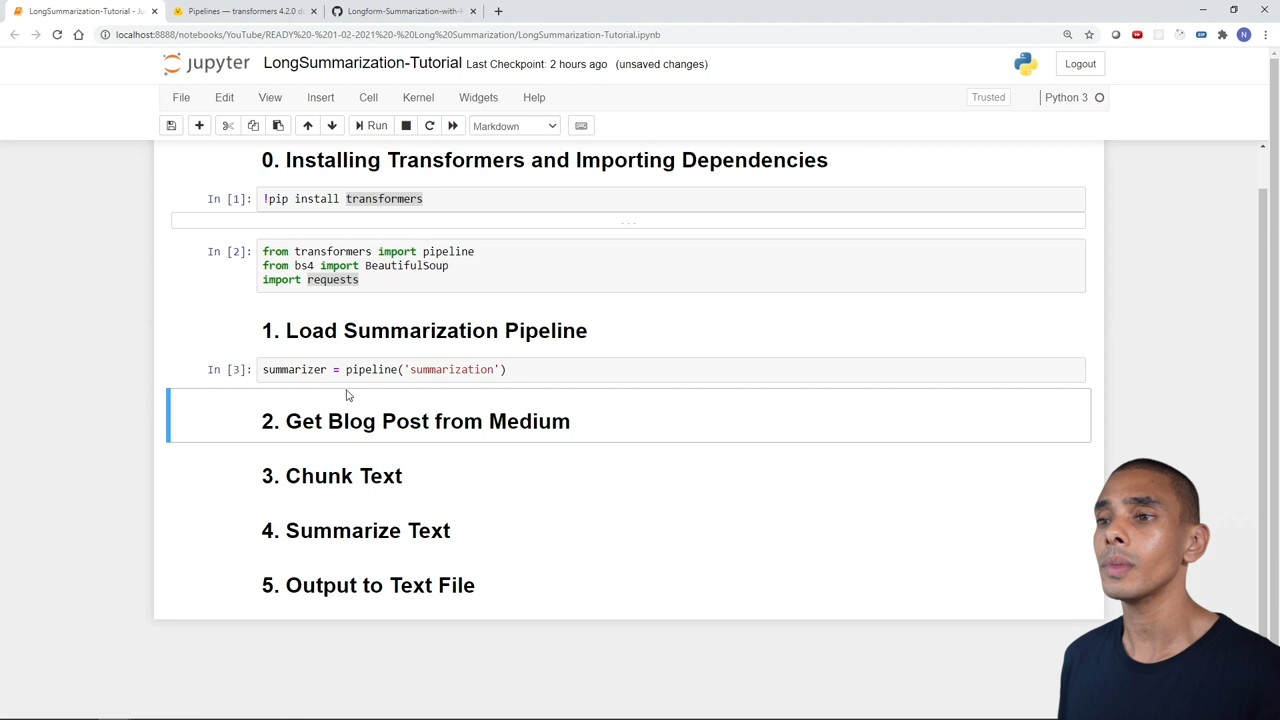 LongSummarization-Tutorial - Ju
Pipelines — transformers 4.2.0 d
Longform-Summarization-with-
localhost:8888/notebooks/YouTube/READY%20-%201-02-2021%20-%20Long%20Summarization/LongSummarization-Tutorial.ipynb
N
jupyter LongSummarization-Tutorial Last Checkpoint: 2 hours ago (unsaved changes)
Logout
File Edit View Insert Cell Kernel Widgets Help
Trusted
Python 3
Run
Markdown
0. Installing Transformers and Importing Dependencies
In [1]: !pip install transformers
...
In [2]: from transformers import pipeline
from bs4 import BeautifulSoup
import requests
1. Load Summarization Pipeline
In [3]: summarizer = pipeline('summarization')
2. Get Blog Post from Medium
3. Chunk Text
4. Summarize Text
5. Output to Text File